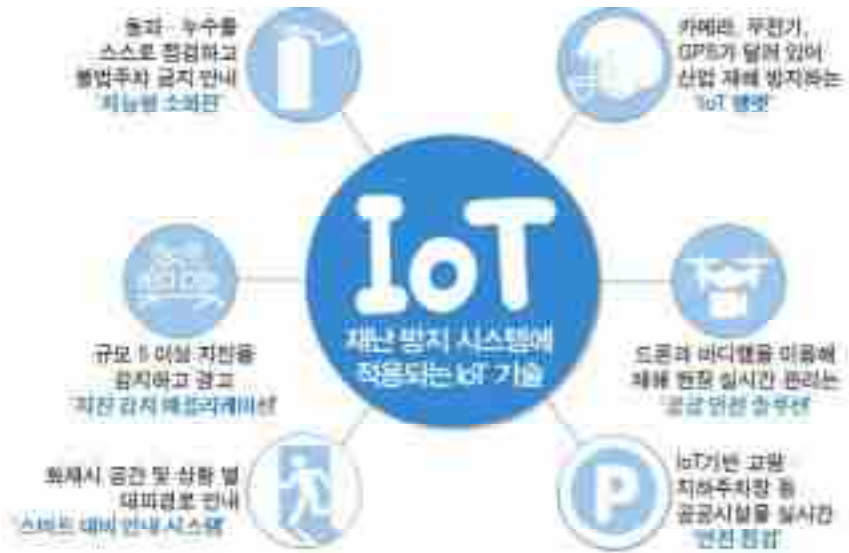 동파·누수를
스스로 점검하고
불법주차 금지 안내
'지능형 소화전'
카메라, 무전기,
GPS가 달려 있어
산업 재해 방지하는
'IoT 헬멧'
IoT
재난 방지 시스템에
적용되는 IoT 기술
규모 5 이상 지진을
감지하고 경고
'지진 감지 애플리케이션'
드론과 바디캠을 이용해
재해 현장 실시간 관리는
'공공 안전 솔루션'
화재시 공간 및 상황 별
대피경로 안내
'스마트 대피 안내 시스템'
P
IoT기반 교량·
지하주차장 등
공공시설물 실시간
'안전 점검'